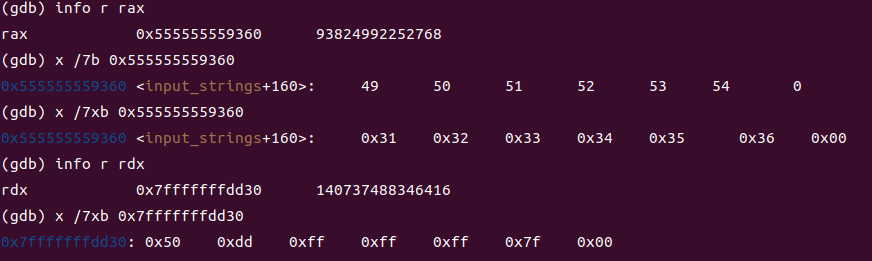 (gdb) info r rax
rax 0x555555559360 93824992252768
(gdb) x /7b 0x555555559360
0x555555559360 <input_strings+160>: 49 50 51 52 53 54 0
(gdb) x /7xb 0x555555559360
0x555555559360 <input_strings+160>: 0x31 0x32 0x33 0x34 0x35 0x36 0x00
(gdb) info r rdx
rdx 0x7fffffffdd30 140737488346416
(gdb) x /7xb 0x7fffffffdd30
0x7fffffffdd30: 0x50 0xdd 0xff 0xff 0xff 0x7f 0x00